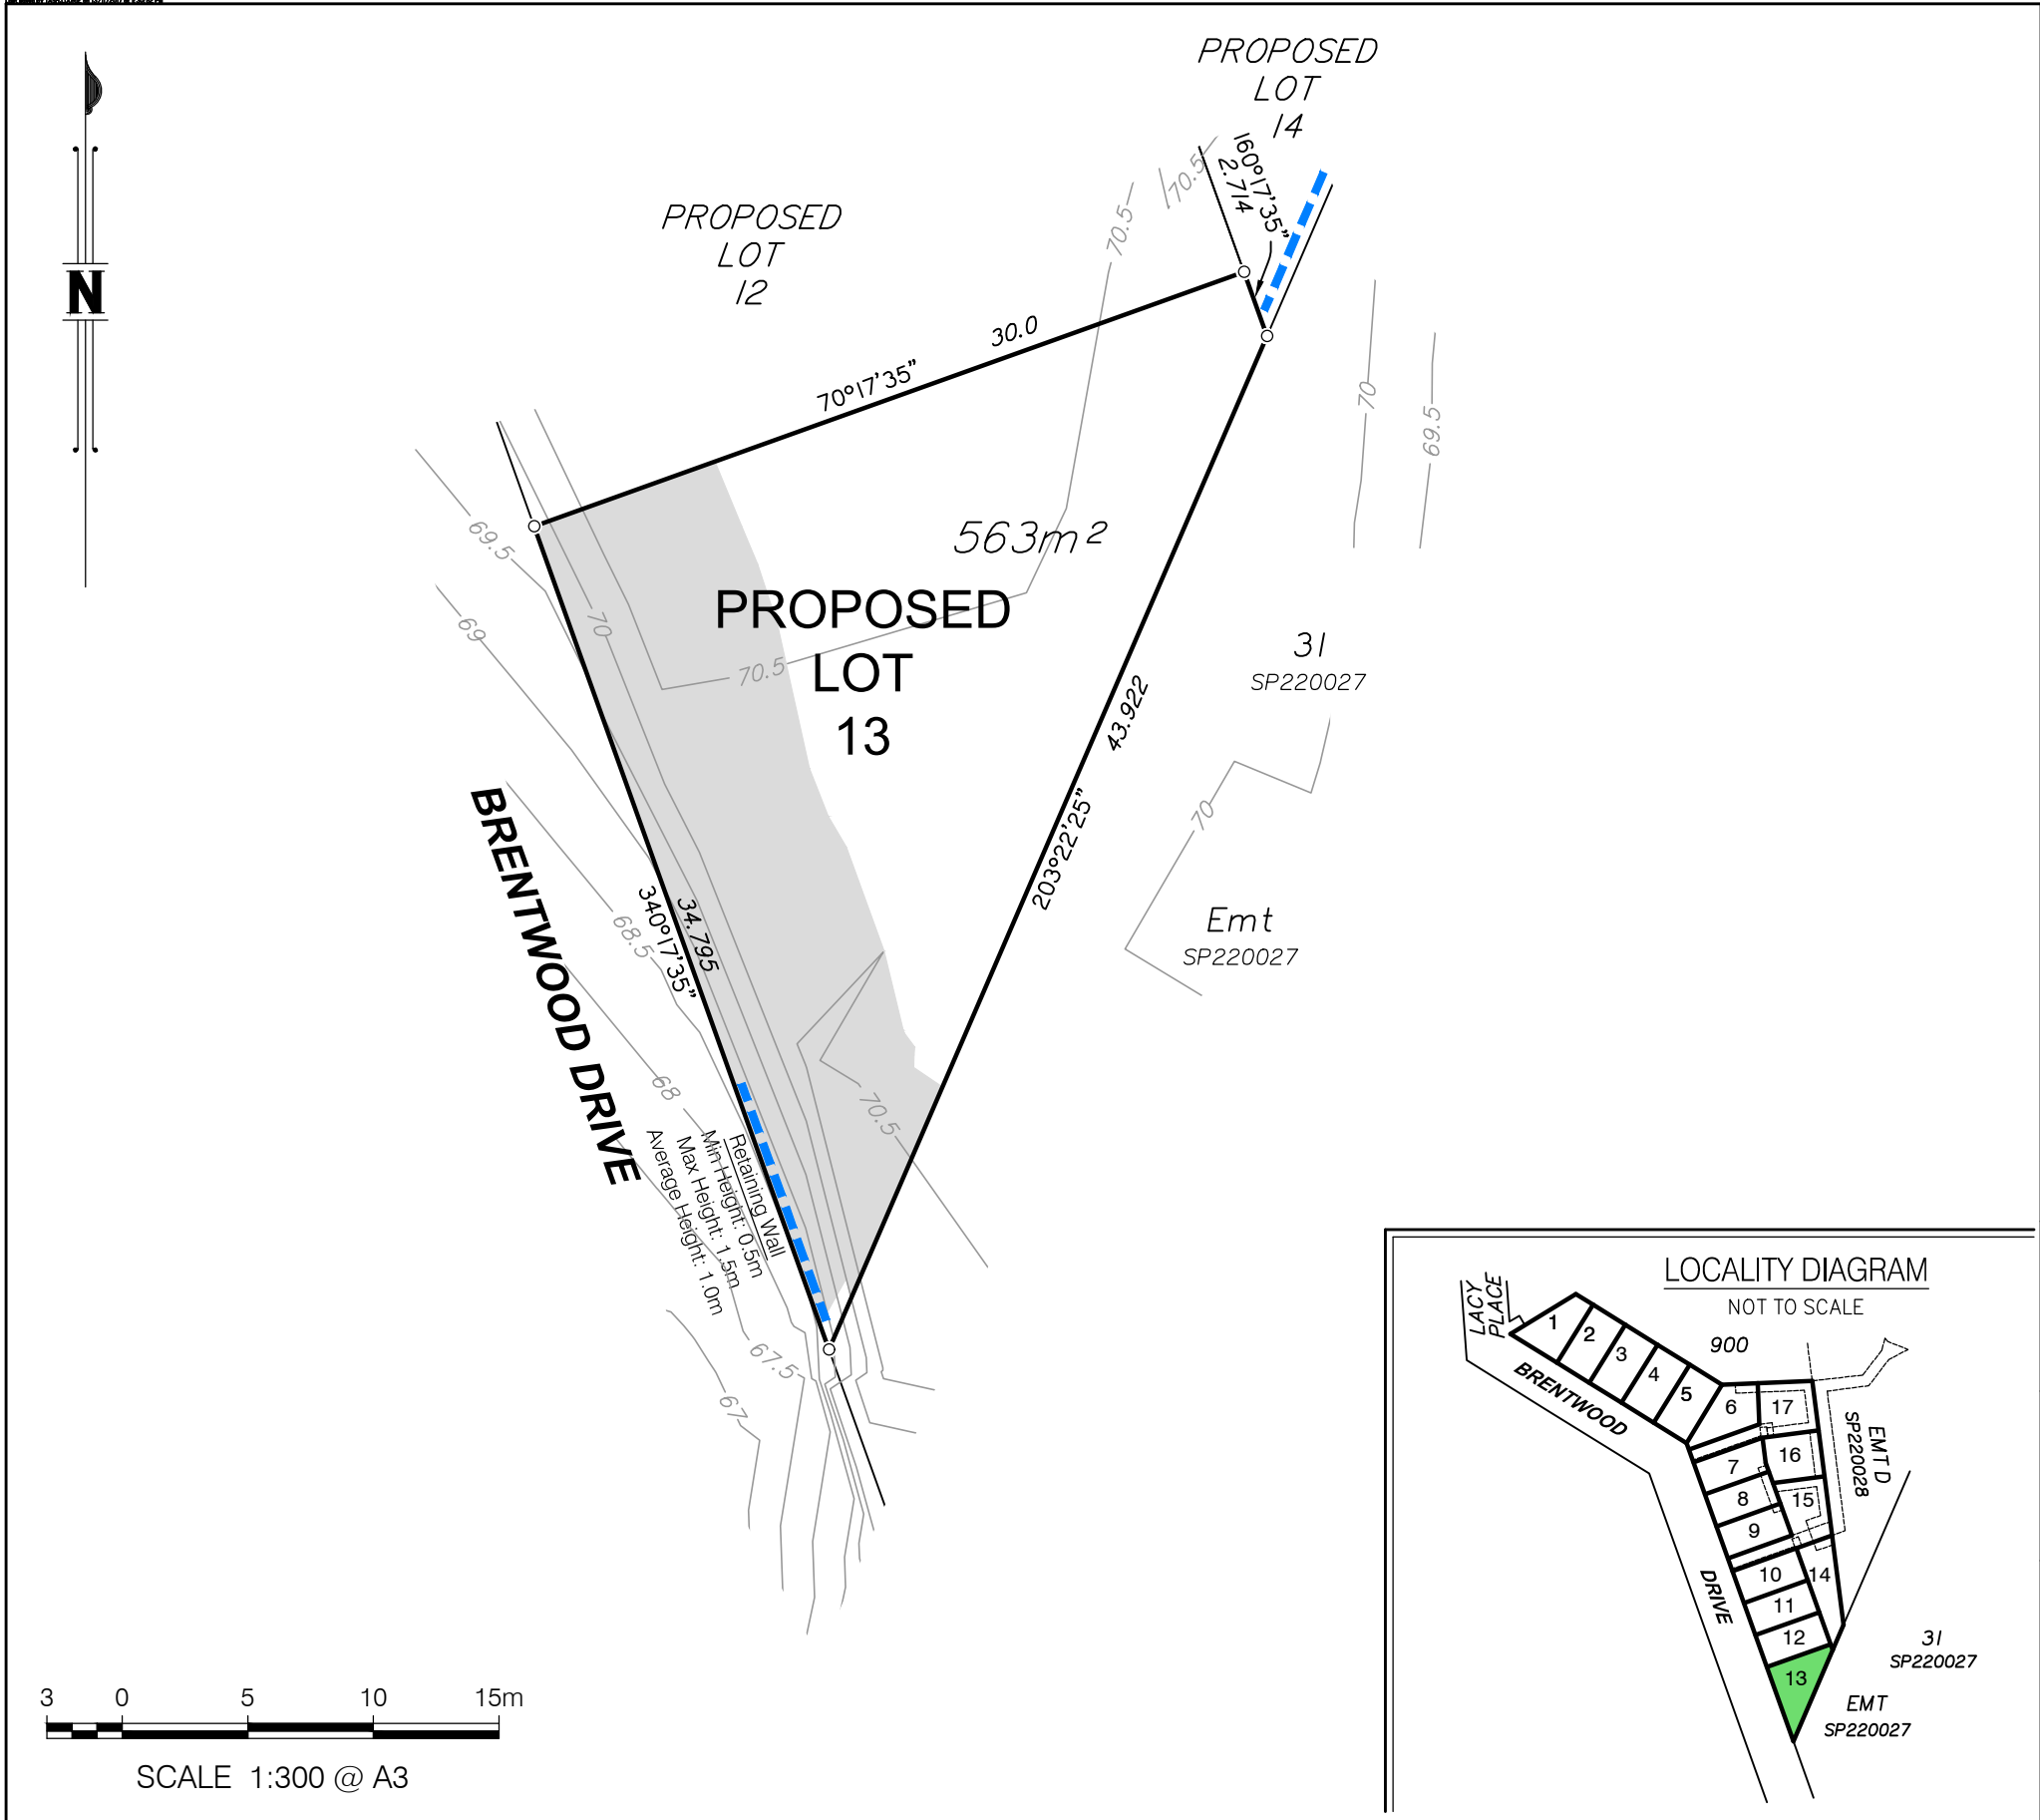 PROPOSED
LOT
14
160°17'35"
2.714
70.5
70.5
PROPOSED
LOT
12
N
30.0
70°17'35"
70
69.5
69.5
563m²
69
70
PROPOSED
LOT
13
70.5
31
SP220027
43.922
203°22'25"
70
BRENTWOOD DRIVE
34.795
340°17'35"
68.5
Emt
SP220027
68
70.5
Retaining Wall
Min Height: 0.5m
Max Height: 1.5m
Average Height: 1.0m
67.5
67
LOCALITY DIAGRAM
NOT TO SCALE
LACY
PLACE
900
1
2
3
4
5
6
17
BRENTWOOD
EMT D
SP220028
7
16
8
15
9
10
14
DRIVE
11
12
31
SP220027
13
EMT
SP220027
3 0 5 10 15m
SCALE 1:300 @ A3